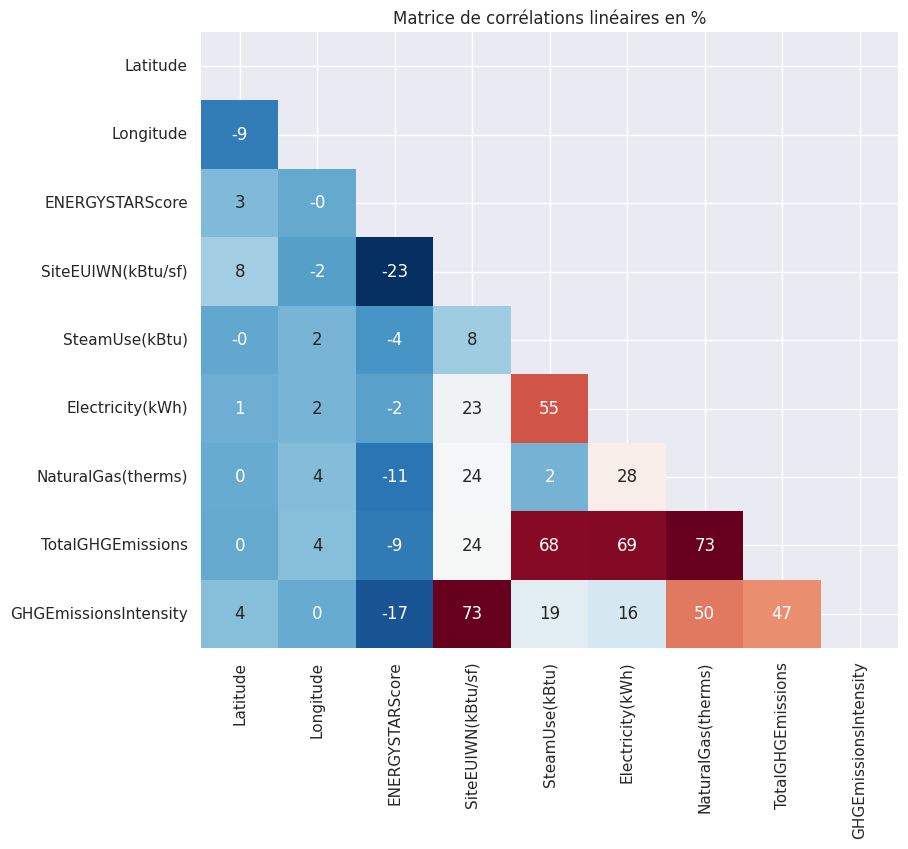 Matrice de corrélations linéaires en %
Latitude
Longitude -9
ENERGYSTARScore 3 -0
SiteEUIWN(kBtu/sf) 8 -2 -23
SteamUse(kBtu) -0 2 -4 8
Electricity(kWh) 1 2 -2 23 55
NaturalGas(therms) 0 4 -11 24 2 28
TotalGHGEmissions 0 4 -9 24 68 69 73
GHGEmissionsIntensity 4 0 -17 73 19 16 50 47
Latitude
Longitude
ENERGYSTARScore
SiteEUIWN(kBtu/sf)
SteamUse(kBtu)
Electricity(kWh)
NaturalGas(therms)
TotalGHGEmissions
GHGEmissionsIntensity